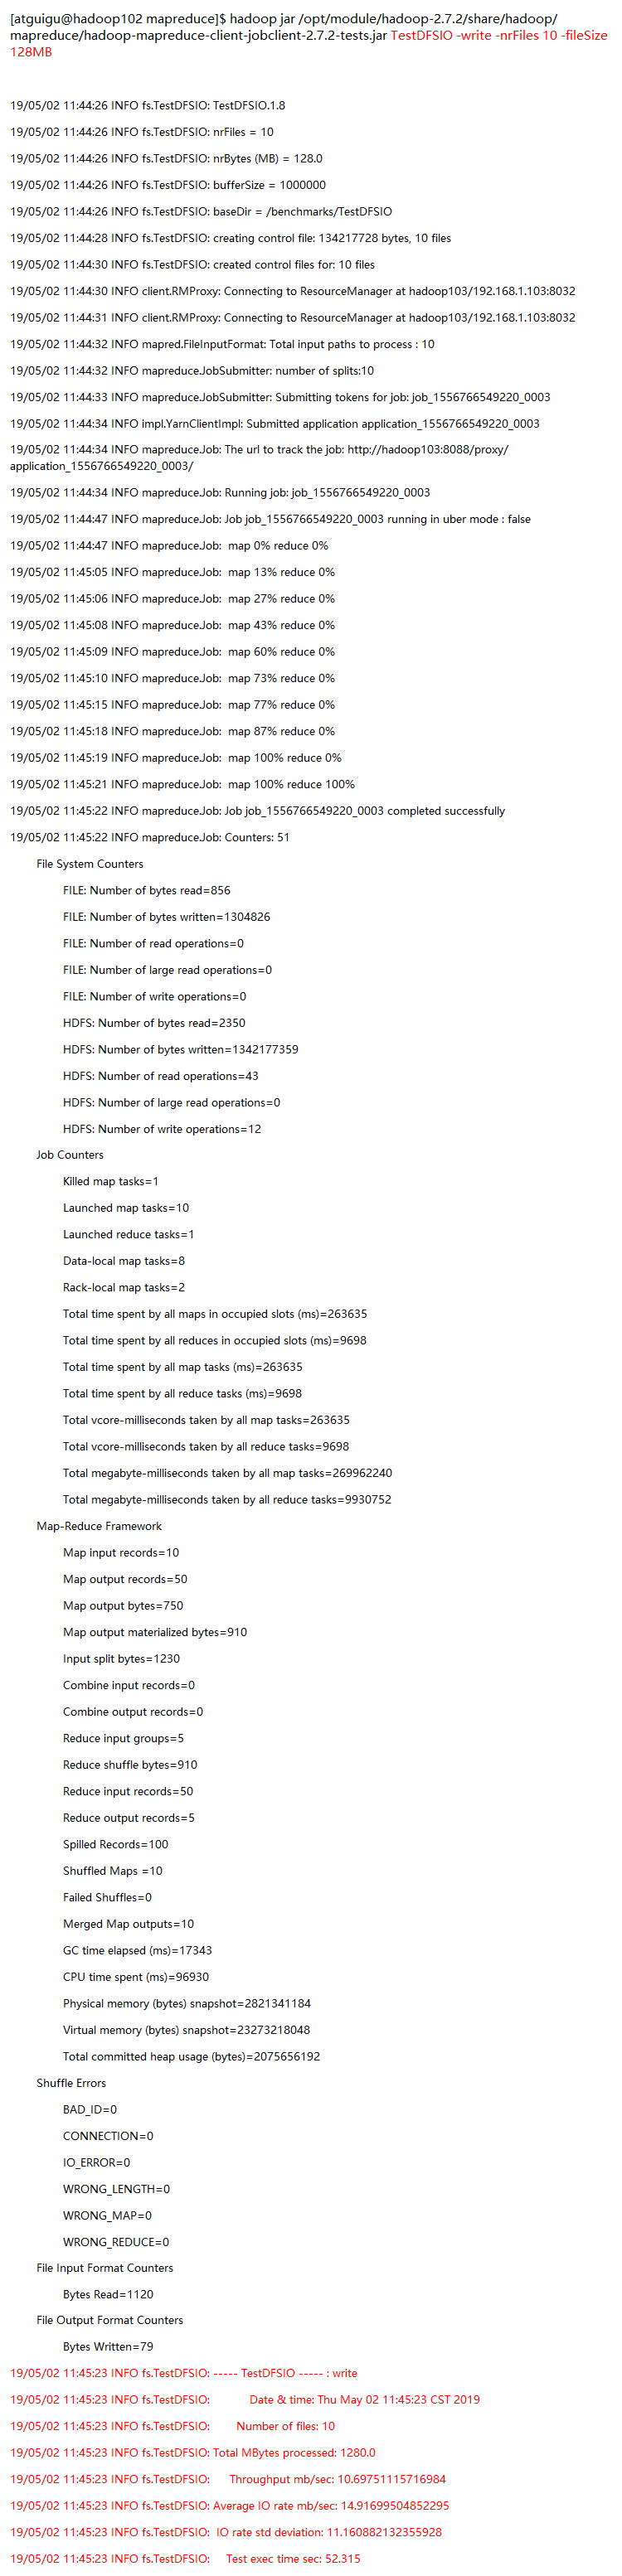 [atguigu@hadoop102 mapreduce]$ hadoop jar /opt/module/hadoop-2.7.2/share/hadoop/
mapreduce/hadoop-mapreduce-client-jobclient-2.7.2-tests.jar TestDFSIO -write -nrFiles 10 -fileSize
128MB
19/05/02 11:44:26 INFO fs.TestDFSIO: TestDFSIO.1.8
19/05/02 11:44:26 INFO fs.TestDFSIO: nrFiles = 10
19/05/02 11:44:26 INFO fs.TestDFSIO: nrBytes (MB) = 128.0
19/05/02 11:44:26 INFO fs.TestDFSIO: bufferSize = 1000000
19/05/02 11:44:26 INFO fs.TestDFSIO: baseDir = /benchmarks/TestDFSIO
19/05/02 11:44:28 INFO fs.TestDFSIO: creating control file: 134217728 bytes, 10 files
19/05/02 11:44:30 INFO fs.TestDFSIO: created control files for: 10 files
19/05/02 11:44:30 INFO client.RMProxy: Connecting to ResourceManager at hadoop103/192.168.1.103:8032
19/05/02 11:44:31 INFO client.RMProxy: Connecting to ResourceManager at hadoop103/192.168.1.103:8032
19/05/02 11:44:32 INFO mapred.FileInputFormat: Total input paths to process : 10
19/05/02 11:44:32 INFO mapreduce.JobSubmitter: number of splits:10
19/05/02 11:44:33 INFO mapreduce.JobSubmitter: Submitting tokens for job: job_1556766549220_0003
19/05/02 11:44:34 INFO impl.YarnClientImpl: Submitted application application_1556766549220_0003
19/05/02 11:44:34 INFO mapreduce.Job: The url to track the job: http://hadoop103:8088/proxy/
application_1556766549220_0003/
19/05/02 11:44:34 INFO mapreduce.Job: Running job: job_1556766549220_0003
19/05/02 11:44:47 INFO mapreduce.Job: Job job_1556766549220_0003 running in uber mode : false
19/05/02 11:44:47 INFO mapreduce.Job:  map 0% reduce 0%
19/05/02 11:45:05 INFO mapreduce.Job:  map 13% reduce 0%
19/05/02 11:45:06 INFO mapreduce.Job:  map 27% reduce 0%
19/05/02 11:45:08 INFO mapreduce.Job:  map 43% reduce 0%
19/05/02 11:45:09 INFO mapreduce.Job:  map 60% reduce 0%
19/05/02 11:45:10 INFO mapreduce.Job:  map 73% reduce 0%
19/05/02 11:45:15 INFO mapreduce.Job:  map 77% reduce 0%
19/05/02 11:45:18 INFO mapreduce.Job:  map 87% reduce 0%
19/05/02 11:45:19 INFO mapreduce.Job:  map 100% reduce 0%
19/05/02 11:45:21 INFO mapreduce.Job:  map 100% reduce 100%
19/05/02 11:45:22 INFO mapreduce.Job: Job job_1556766549220_0003 completed successfully
19/05/02 11:45:22 INFO mapreduce.Job: Counters: 51
File System Counters
FILE: Number of bytes read=856
FILE: Number of bytes written=1304826
FILE: Number of read operations=0
FILE: Number of large read operations=0
FILE: Number of write operations=0
HDFS: Number of bytes read=2350
HDFS: Number of bytes written=1342177359
HDFS: Number of read operations=43
HDFS: Number of large read operations=0
HDFS: Number of write operations=12
Job Counters
Killed map tasks=1
Launched map tasks=10
Launched reduce tasks=1
Data-local map tasks=8
Rack-local map tasks=2
Total time spent by all maps in occupied slots (ms)=263635
Total time spent by all reduces in occupied slots (ms)=9698
Total time spent by all map tasks (ms)=263635
Total time spent by all reduce tasks (ms)=9698
Total vcore-milliseconds taken by all map tasks=263635
Total vcore-milliseconds taken by all reduce tasks=9698
Total megabyte-milliseconds taken by all map tasks=269962240
Total megabyte-milliseconds taken by all reduce tasks=9930752
Map-Reduce Framework
Map input records=10
Map output records=50
Map output bytes=750
Map output materialized bytes=910
Input split bytes=1230
Combine input records=0
Combine output records=0
Reduce input groups=5
Reduce shuffle bytes=910
Reduce input records=50
Reduce output records=5
Spilled Records=100
Shuffled Maps =10
Failed Shuffles=0
Merged Map outputs=10
GC time elapsed (ms)=17343
CPU time spent (ms)=96930
Physical memory (bytes) snapshot=2821341184
Virtual memory (bytes) snapshot=23273218048
Total committed heap usage (bytes)=2075656192
Shuffle Errors
BAD_ID=0
CONNECTION=0
IO_ERROR=0
WRONG_LENGTH=0
WRONG_MAP=0
WRONG_REDUCE=0
File Input Format Counters
Bytes Read=1120
File Output Format Counters
Bytes Written=79
19/05/02 11:45:23 INFO fs.TestDFSIO: ----- TestDFSIO ----- : write
19/05/02 11:45:23 INFO fs.TestDFSIO:            Date & time: Thu May 02 11:45:23 CST 2019
19/05/02 11:45:23 INFO fs.TestDFSIO:        Number of files: 10
19/05/02 11:45:23 INFO fs.TestDFSIO: Total MBytes processed: 1280.0
19/05/02 11:45:23 INFO fs.TestDFSIO:      Throughput mb/sec: 10.69751115716984
19/05/02 11:45:23 INFO fs.TestDFSIO: Average IO rate mb/sec: 14.91699504852295
19/05/02 11:45:23 INFO fs.TestDFSIO:  IO rate std deviation: 11.160882132355928
19/05/02 11:45:23 INFO fs.TestDFSIO:     Test exec time sec: 52.315